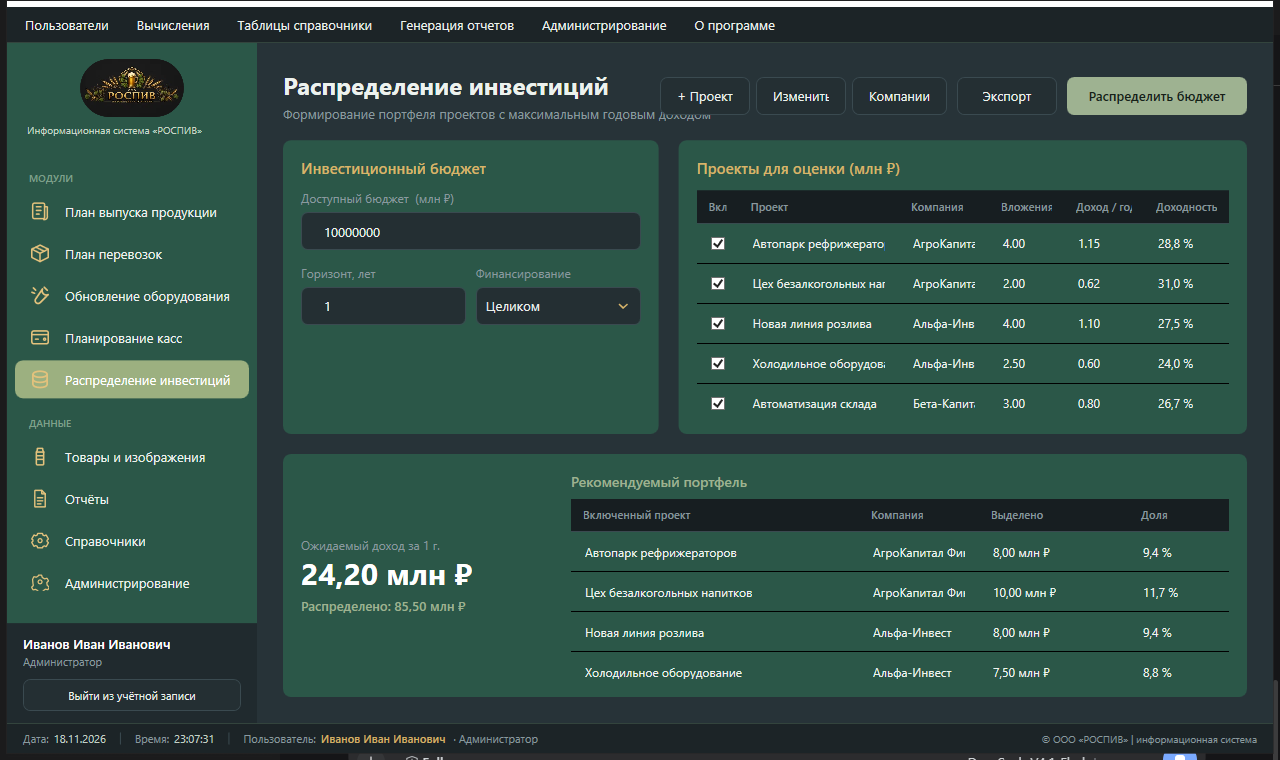 Пользователи Вычисления Таблицы справочники Генерация отчетов Администрирование О программе
РОСПИВ
Информационная система «РОСПИВ»
МОДУЛИ
План выпуска продукции
План перевозок
Обновление оборудования
Планирование касс
Распределение инвестиций
ДАННЫЕ
Товары и изображения
Отчёты
Справочники
Администрирование
Иванов Иван Иванович
Администратор
Выйти из учётной записи
Распределение инвестиций
Формирование портфеля проектов с максимальным годовым доходом
+ Проект Изменить Компании Экспорт Распределить бюджет
Инвестиционный бюджет
Доступный бюджет (млн ₽)
10000000
Горизонт, лет Финансирование
1 Целиком
Проекты для оценки (млн ₽)
Вкл Проект Компания Вложения Доход / го Доходность
Автопарк рефрижерато АгроКапита 4.00 1.15 28,8 %
Цех безалкогольных нап АгроКапита 2.00 0.62 31,0 %
Новая линия розлива Альфа-Инв 4.00 1.10 27,5 %
Холодильное оборудова Альфа-Инв 2.50 0.60 24,0 %
Автоматизация склада Бета-Капит 3.00 0.80 26,7 %
Ожидаемый доход за 1 г.
24,20 млн ₽
Распределено: 85,50 млн ₽
Рекомендуемый портфель
Включенный проект Компания Выделено Доля
Автопарк рефрижераторов АгроКапитал Фин 8,00 млн ₽ 9,4 %
Цех безалкогольных напитков АгроКапитал Фин 10,00 млн ₽ 11,7 %
Новая линия розлива Альфа-Инвест 8,00 млн ₽ 9,4 %
Холодильное оборудование Альфа-Инвест 7,50 млн ₽ 8,8 %
Дата: 18.11.2026 Время: 23:07:31 Пользователь: Иванов Иван Иванович · Администратор © ООО «РОСПИВ» | информационная система